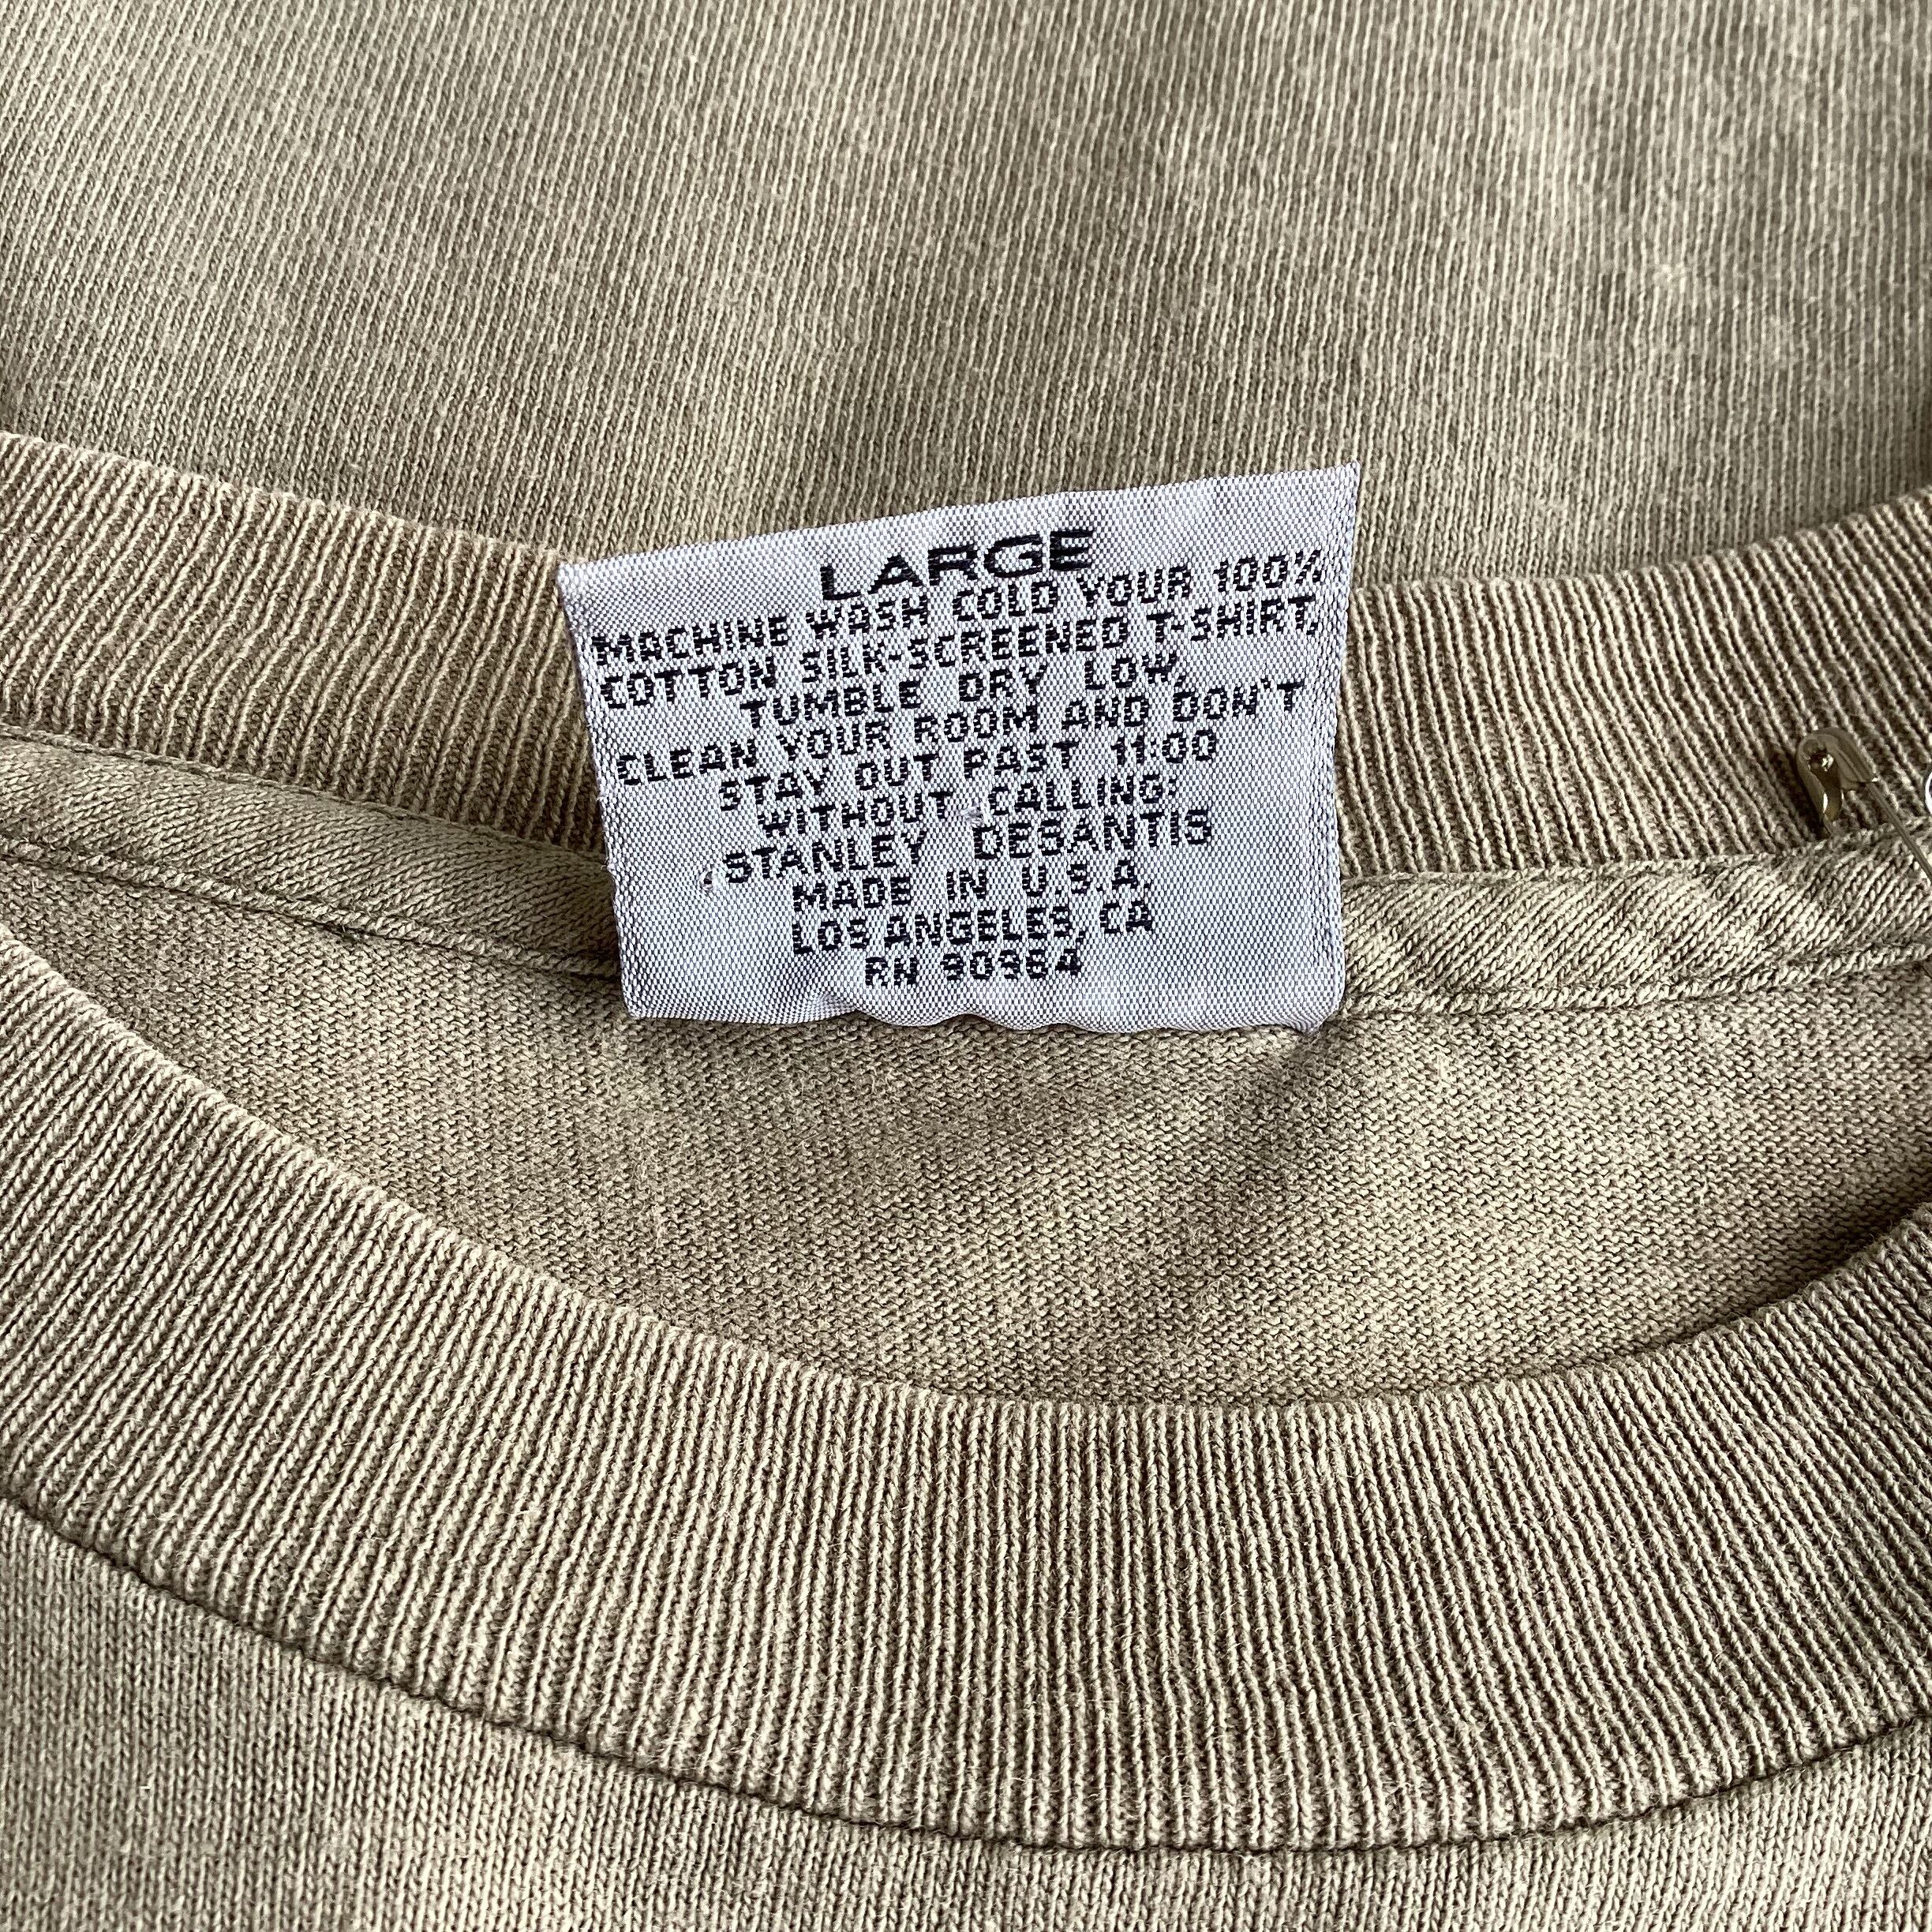 LARGE
MACHINE WASH COLD YOUR 100%
COTTON SILK-SCREENED T-SHIRT,
TUMBLE DRY LOW,
CLEAN YOUR ROOM AND DON'T
STAY OUT PAST 11:00
WITHOUT CALLING:
STANLEY DESANTIS
MADE IN U.S.A.
LOS ANGELES, CA
RN 90964